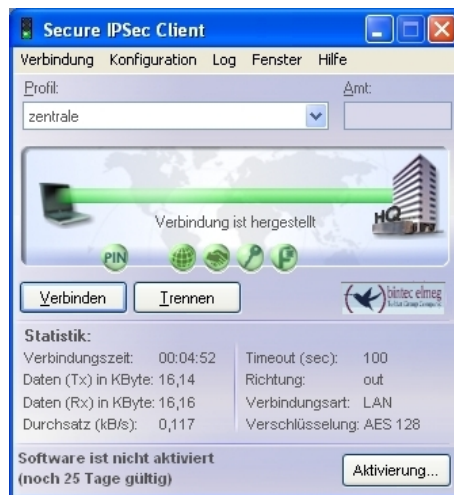 Secure IPSec Client
Verbindung Konfiguration Log Fenster Hilfe
Profil: Amt:
zentrale
HQ
Verbindung ist hergestellt
PIN
Verbinden Trennen
bintec elmeg
Statistik:
Verbindungszeit: 00:04:52 Timeout (sec): 100
Daten (Tx) in KByte: 16,14 Richtung: out
Daten (Rx) in KByte: 16,16 Verbindungsart: LAN
Durchsatz (kB/s): 0,117 Verschlüsselung: AES 128
Software ist nicht aktiviert
(noch 25 Tage gültig)
Aktivierung...